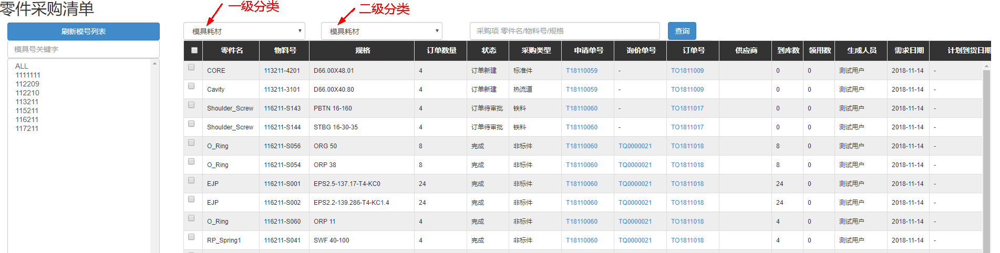 零件采购清单
一级分类
二级分类
刷新模号列表
模具耗材
模具耗材
采购项 零件名/物料号/规格
查询
模具号关键字
ALL
1111111
112209
112210
113211
115211
116211
117211
零件名 物料号 规格 订单数量 状态 采购类型 申请单号 询价单号 订单号 供应商 到库数 领用数 生成人员 需求日期 计划到货日期
CORE 113211-4201 D66.00X48.01 4 订单新建 标准件 T18110059 - TO1811009 0 0 测试用户 2018-11-14 -
Cavity 113211-3101 D66.00X40.80 4 订单新建 热流道 T18110059 - TO1811009 0 0 测试用户 2018-11-14 -
Shoulder_Screw 116211-S143 PBTN 16-160 4 订单待审批 铁料 T18110060 - TO1811017 0 0 测试用户 2018-11-14 -
Shoulder_Screw 116211-S144 STBG 16-30-35 4 订单待审批 铁料 T18110060 - TO1811017 0 0 测试用户 2018-11-14 -
O_Ring 116211-S056 ORG 50 8 完成 非标件 T18110060 TQ0000021 TO1811018 8 0 测试用户 2018-11-14 -
O_Ring 116211-S054 ORP 38 8 完成 非标件 T18110060 TQ0000021 TO1811018 8 0 测试用户 2018-11-14 -
EJP 116211-S001 EPS2.5-137.17-T4-KC0 24 完成 非标件 T18110060 TQ0000021 TO1811018 24 0 测试用户 2018-11-14 -
EJP 116211-S002 EPS2.2-139.286-T4-KC1.4 24 完成 非标件 T18110060 TQ0000021 TO1811018 24 0 测试用户 2018-11-14 -
O_Ring 116211-S060 ORP 11 4 完成 非标件 T18110060 TQ0000021 TO1811018 4 0 测试用户 2018-11-14 -
RP_Spring1 116211-S041 SWF 40-100 4 完成 非标件 T18110060 TQ0000021 TO1811018 4 0 测试用户 2018-11-14 -